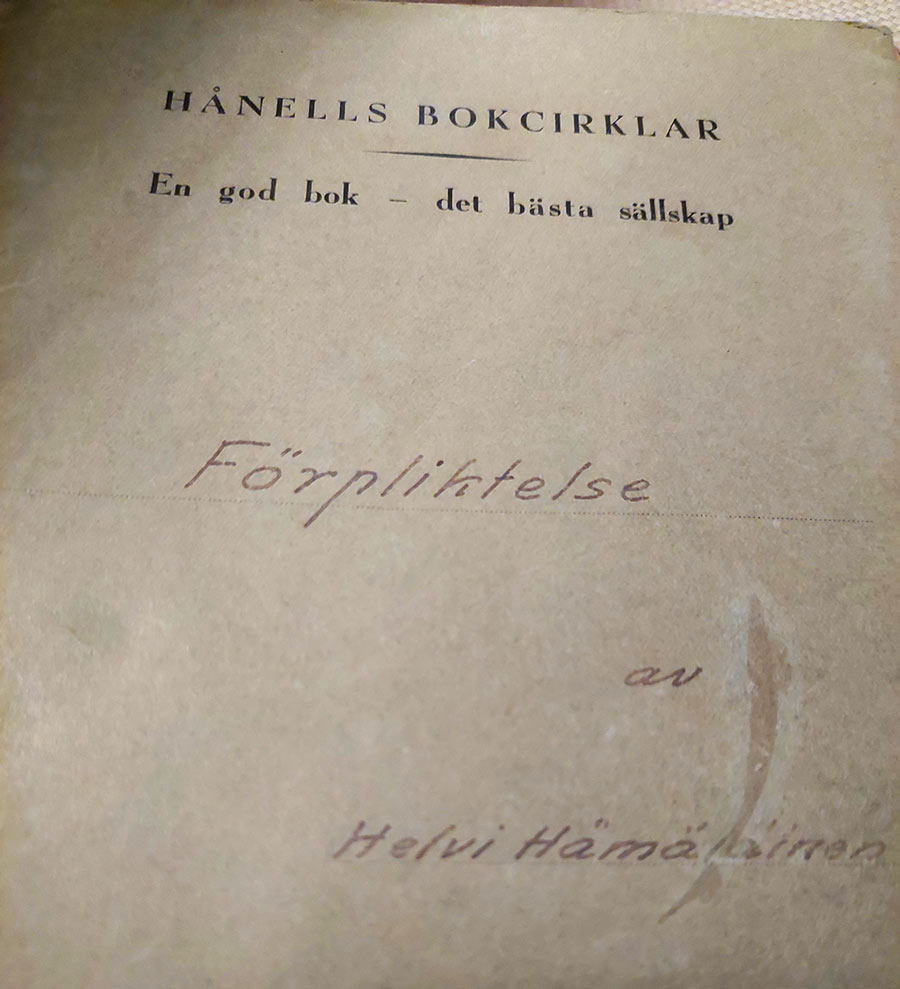 HÅNELLS BOKCIRKLAR
En god bok – det bästa sällskap
Förpliktelse
av
Helvi Hämäläinen